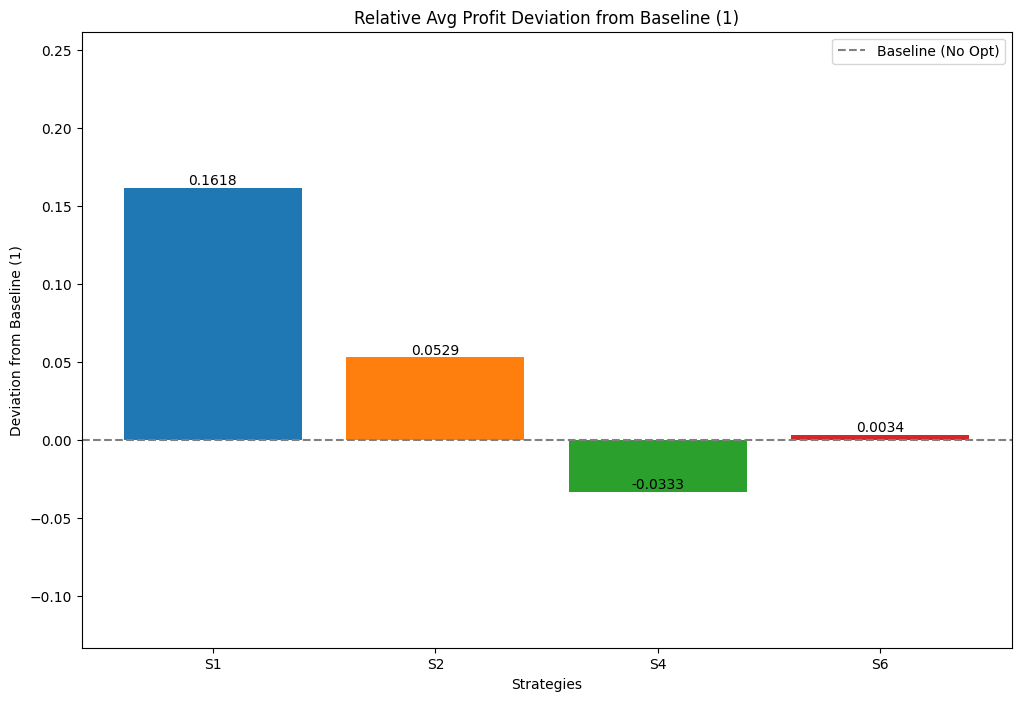 Relative Avg Profit Deviation from Baseline (1)
Baseline (No Opt)
Deviation from Baseline (1)
0.25
0.20
0.15
0.10
0.05
0.00
−0.05
−0.10
0.1618
0.0529
-0.0333
0.0034
S1
S2
S4
S6
Strategies